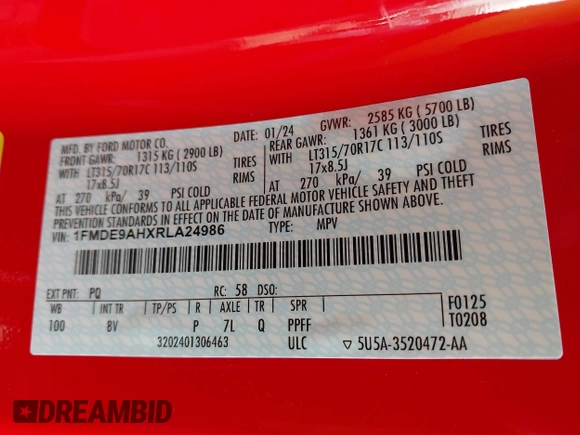 MFD. BY FORD MOTOR CO.
DATE: 01/24 GVWR: 2585 KG (5700 LB)
FRONT GAWR: 1315 KG (2900 LB) REAR GAWR: 1361 KG (3000 LB)
WITH LT315/70R17C 113/110S TIRES WITH LT315/70R17C 113/110S TIRES
17x8.5J RIMS 17x8.5J RIMS
AT 270 kPa/ 39 PSI COLD AT 270 kPa/ 39 PSI COLD
THIS VEHICLE CONFORMS TO ALL APPLICABLE FEDERAL MOTOR VEHICLE SAFETY AND THEFT
PREVENTION STANDARDS IN EFFECT ON THE DATE OF MANUFACTURE SHOWN ABOVE.
VIN: 1FMDE9AHXRLA24986 TYPE: MPV
EXT PNT: PQ RC: 58 DSO:
WB INT TR TP/PS R AXLE TR SPR F0125
100 8V P 7L Q PPFF T0208
3202401306463 ULC ▽ 5U5A-3520472-AA
DREAMBID